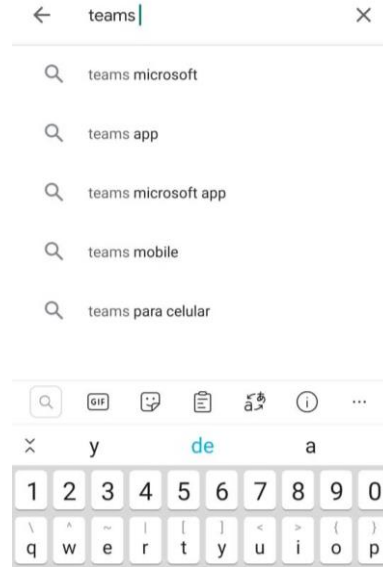 teams
teams microsoft
teams app
teams microsoft app
teams mobile
teams para celular
GIF
y de a
1 2 3 4 5 6 7 8 9 0
\ ^ ~ | [ ] < > { }
q w e r t y u i o p